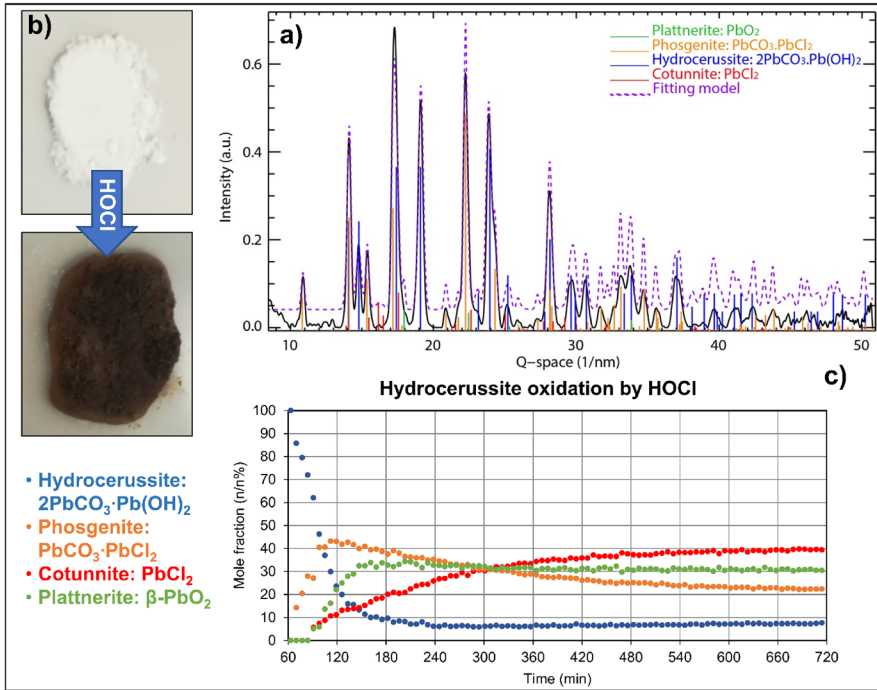 b)
HOCl
a)
Plattnerite: PbO₂
Phosgenite: PbCO₃.PbCl₂
Hydrocerussite: 2PbCO₃.Pb(OH)₂
Cotunnite: PbCl₂
Fitting model
Intensity (a.u.)
0.6
0.4
0.2
0.0
10 20 30 40 50
Q−space (1/nm)
c)
Hydrocerussite oxidation by HOCl
Mole fraction (n/n%)
100
90
80
70
60
50
40
30
20
10
0
60 120 180 240 300 360 420 480 540 600 660 720
Time (min)
• Hydrocerussite:
2PbCO₃·Pb(OH)₂
• Phosgenite:
PbCO₃·PbCl₂
• Cotunnite: PbCl₂
• Plattnerite: β-PbO₂